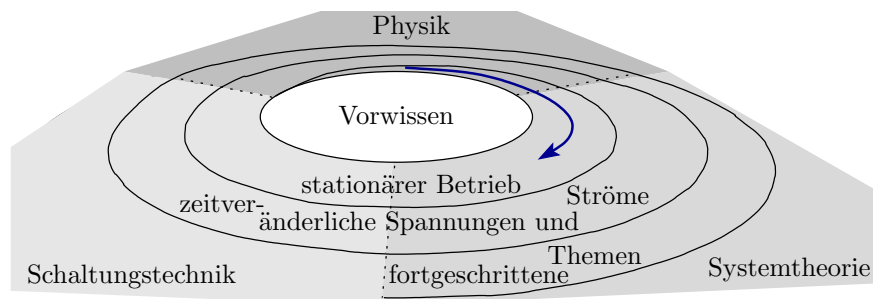 Physik
Vorwissen
stationärer Betrieb
Ströme
zeitver-
änderliche Spannungen und
Themen
Schaltungstechnik
fortgeschrittene
Systemtheorie